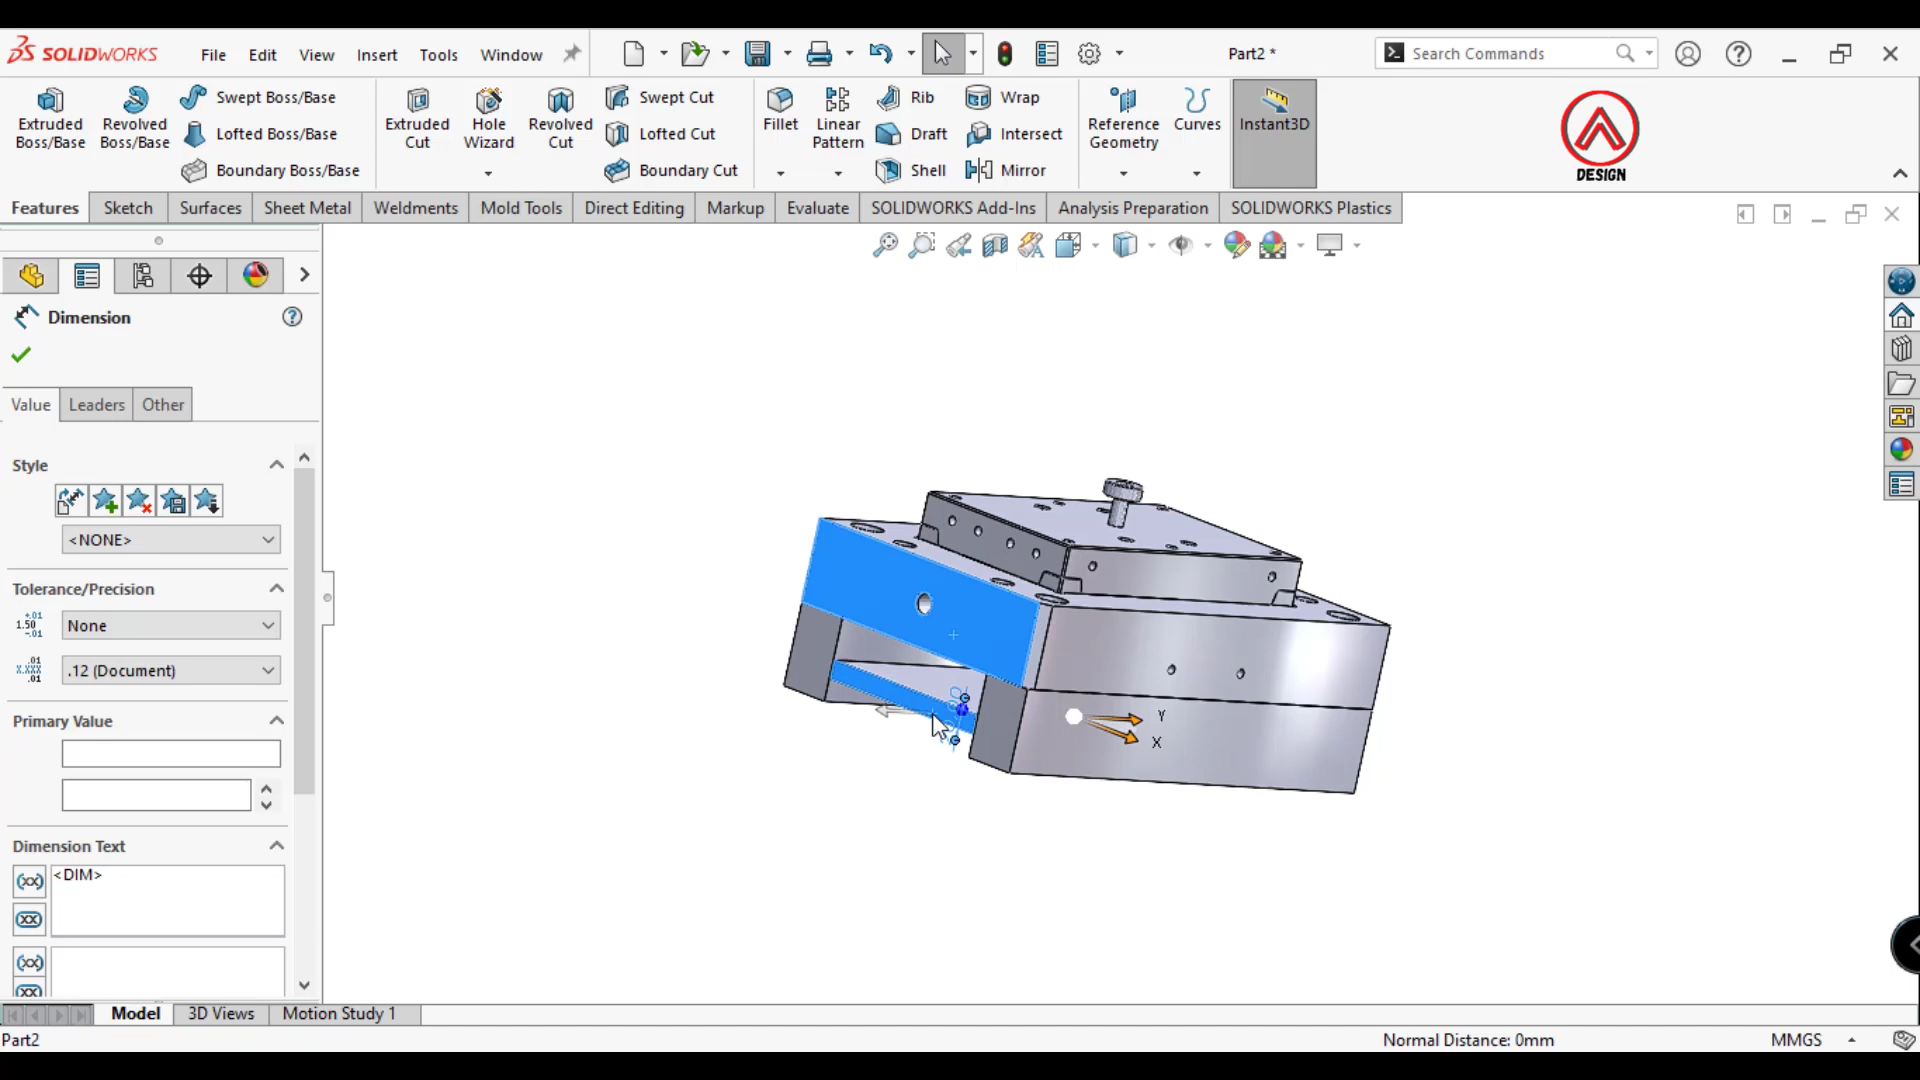 SOLIDWORKS File Edit View Insert Tools Window Part2 * Search Commands
Extruded Boss/Base
Revolved Boss/Base
Swept Boss/Base
Lofted Boss/Base
Boundary Boss/Base
Extruded Cut
Hole Wizard
Revolved Cut
Swept Cut
Lofted Cut
Boundary Cut
Fillet
Linear Pattern
Rib
Draft
Shell
Wrap
Intersect
Mirror
Reference Geometry
Curves
Instant3D
DESIGN
Features Sketch Surfaces Sheet Metal Weldments Mold Tools Direct Editing Markup Evaluate SOLIDWORKS Add-Ins Analysis Preparation SOLIDWORKS Plastics
Dimension
Value Leaders Other
Style
<NONE>
Tolerance/Precision
None
.12 (Document)
Primary Value
Dimension Text
<DIM>
Y
X
Model 3D Views Motion Study 1
Part2 Normal Distance: 0mm MMGS